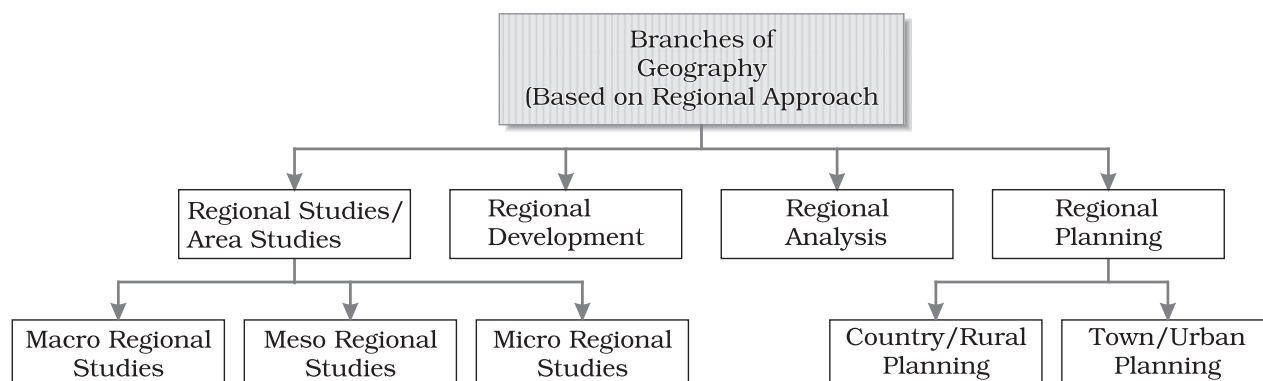 Branches of
Geography
(Based on Regional Approach
Regional Studies/
Area Studies
Regional
Development
Regional
Analysis
Regional
Planning
Macro Regional
Studies
Meso Regional
Studies
Micro Regional
Studies
Country/Rural
Planning
Town/Urban
Planning